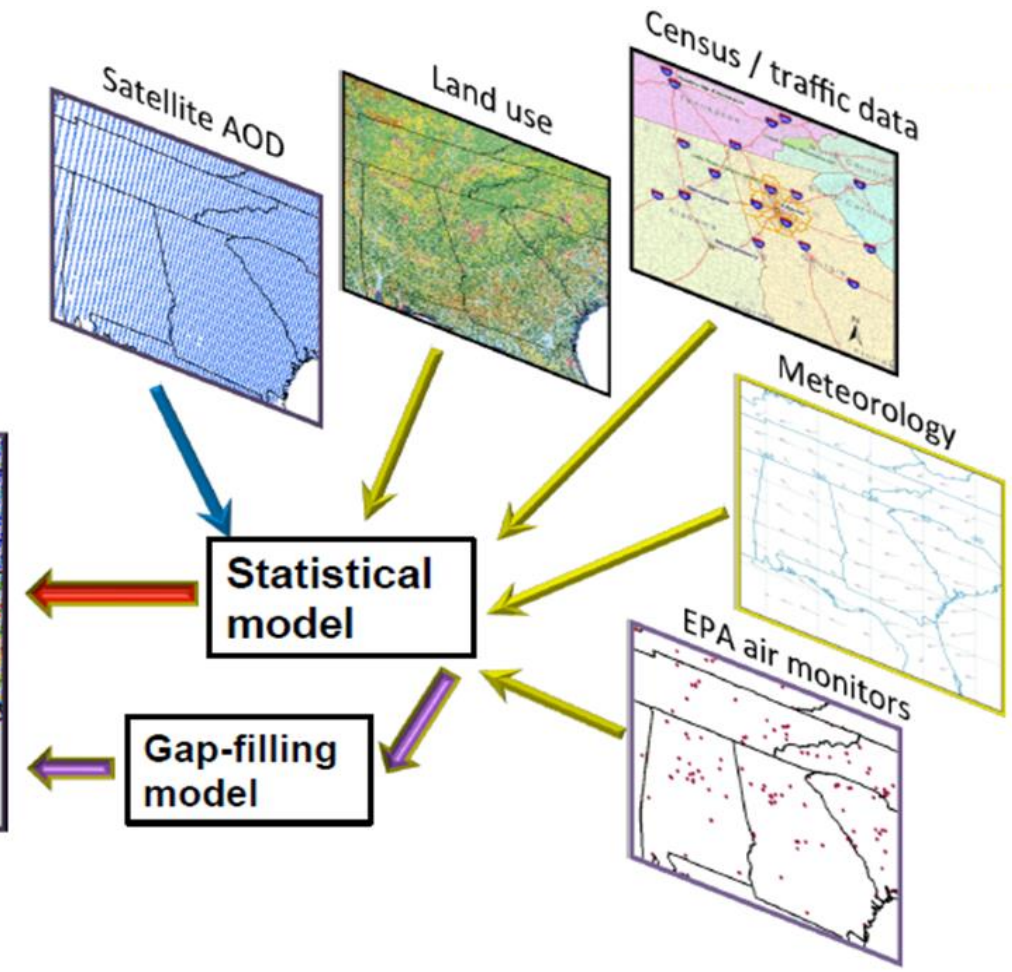 Satellite AOD
Land use
Census / traffic data
Meteorology
EPA air monitors
Statistical
model
Gap-filling
model
N